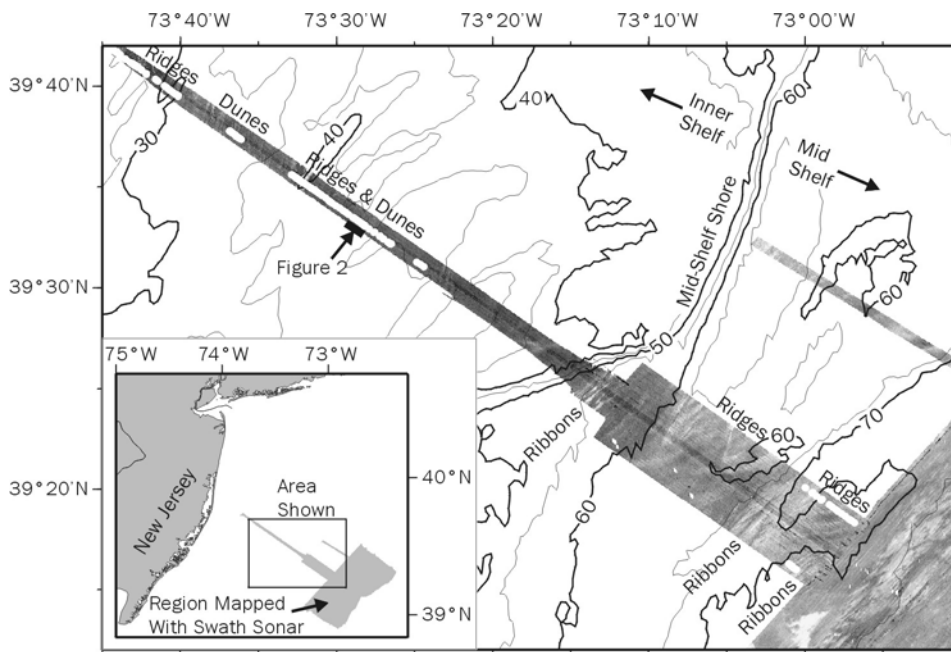 73°40'W 73°30'W 73°10'W 73°00'W
39°40'N
39°30'N
39°20'N
Ridges
Dunes
Ridges & Dunes
30
40
Figure 2
40
Inner
Shelf
60
Mid
Shelf
Mid-Shelf Shore
60
50
Ribbons
60
Ridges
60
70
Ridges
Ribbons
Ribbons
75°W 74°W 73°W
40°N
39°N
New Jersey
Area
Shown
Region Mapped
With Swath Sonar